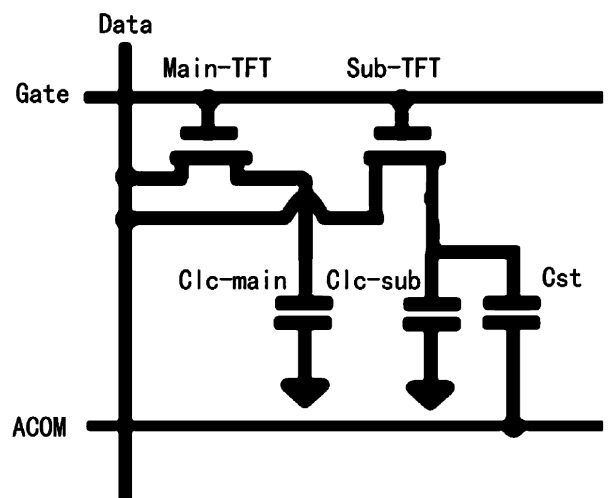 Data
Main-TFT
Sub-TFT
Gate
Clc-main
Clc-sub
Cst
ACOM